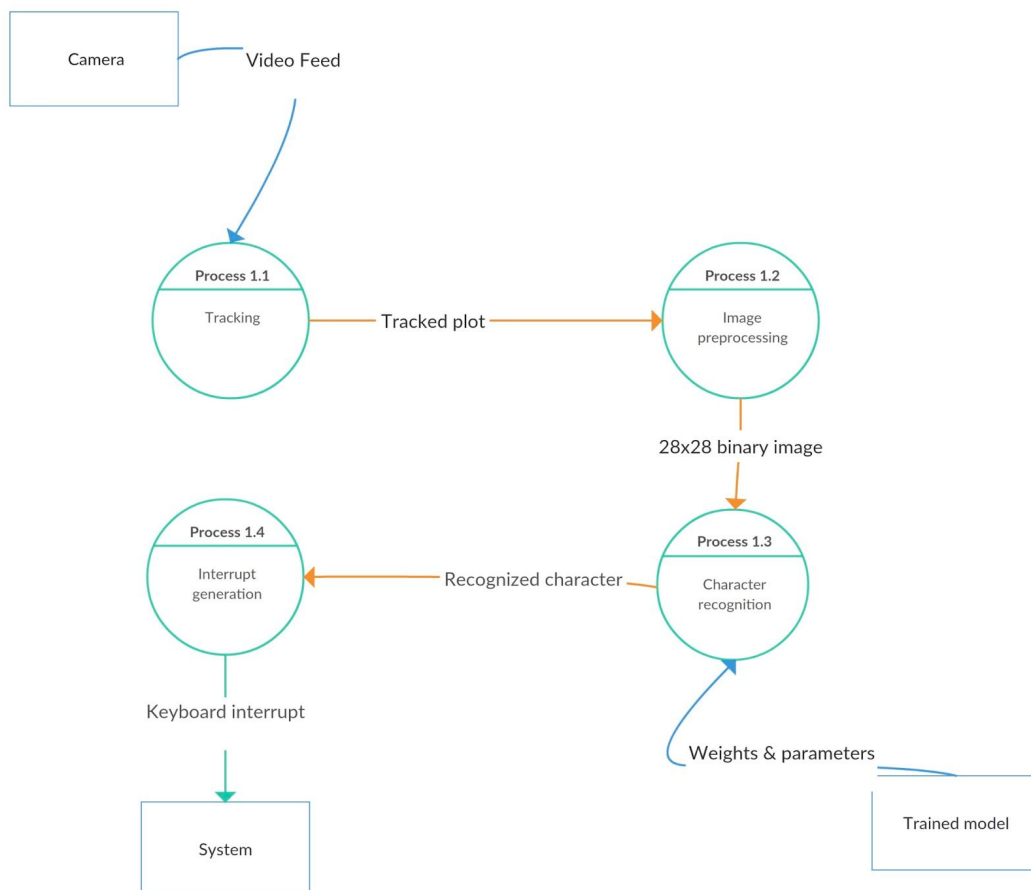 Camera
Video Feed
Process 1.1
Tracking
Tracked plot
Process 1.2
Image
preprocessing
28x28 binary image
Process 1.4
Interrupt
generation
Recognized character
Process 1.3
Character
recognition
Keyboard interrupt
Weights & parameters
System
Trained model